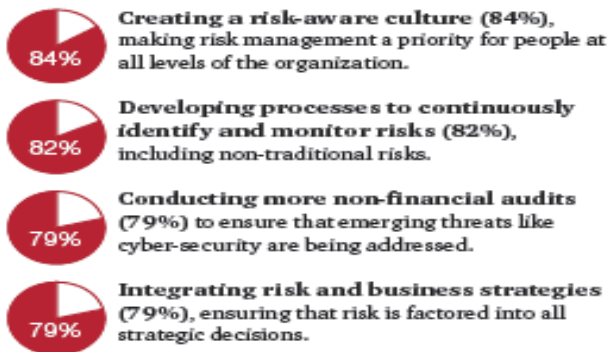 84%
Creating a risk-aware culture (84%),
making risk management a priority for people at
all levels of the organization.
82%
Developing processes to continuously
identify and monitor risks (82%),
including non-traditional risks.
79%
Conducting more non-financial audits
(79%) to ensure that emerging threats like
cyber-security are being addressed.
79%
Integrating risk and business strategies
(79%), ensuring that risk is factored into all
strategic decisions.